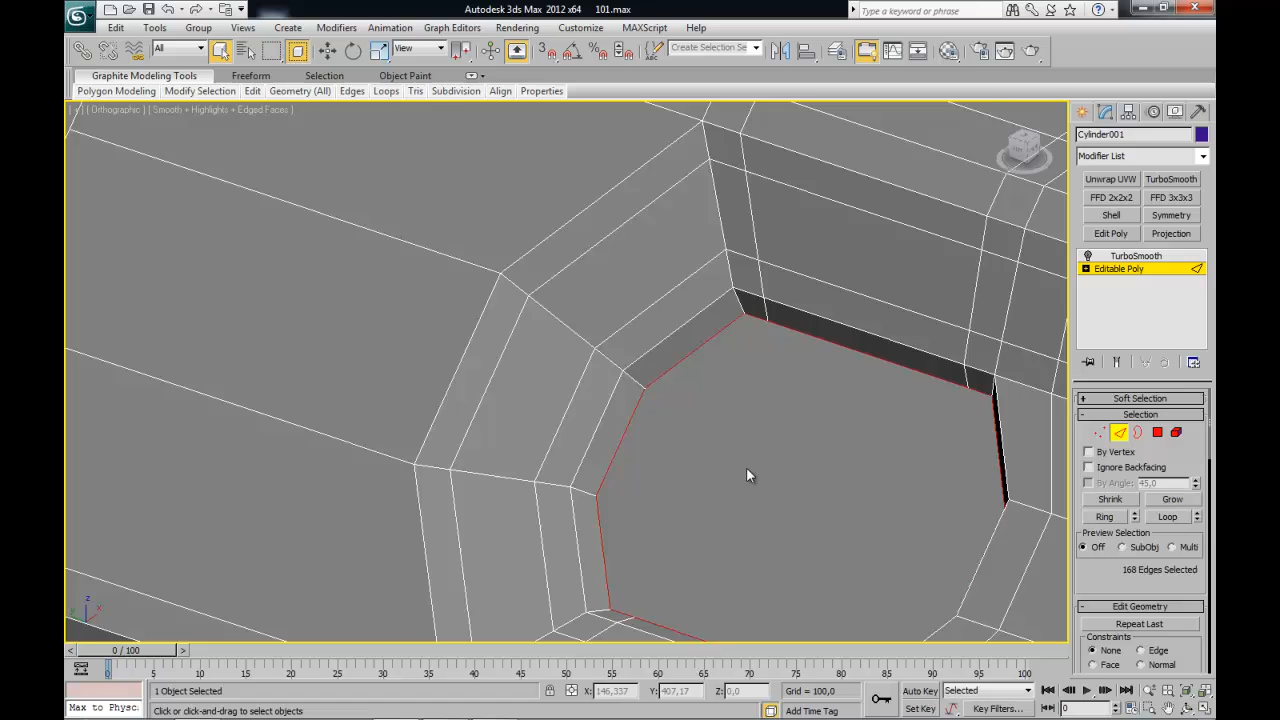 Autodesk 3ds Max 2012 x64 101.max
Type a keyword or phrase
Edit Tools Group Views Create Modifiers Animation Graph Editors Rendering Customize MAXScript Help
All View Create Selection Se
Graphite Modeling Tools Freeform Selection Object Paint
Polygon Modeling Modify Selection Edit Geometry (All) Edges Loops Tris Subdivision Align Properties
[ + ] [ Orthographic ] [ Smooth + Highlights + Edged Faces ]
Cylinder001
Modifier List
Unwrap UVW TurboSmooth
FFD 2x2x2 FFD 3x3x3
Shell Symmetry
Edit Poly Projection
TurboSmooth
Editable Poly
+ Soft Selection
- Selection
By Vertex
Ignore Backfacing
By Angle: 45,0
Shrink Grow
Ring Loop
Preview Selection
Off SubObj Multi
168 Edges Selected
- Edit Geometry
Repeat Last
Constraints
None Edge
Face Normal
z
y x
< 0 / 100 >
0 5 10 15 20 25 30 35 40 45 50 55 60 65 70 75 80 85 90 95 100
1 Object Selected X: 146,337 Y: 407,17 Z: 0,0 Grid = 100,0 Auto Key Selected
Max to Physc. Click or click-and-drag to select objects Add Time Tag Set Key Key Filters... 0